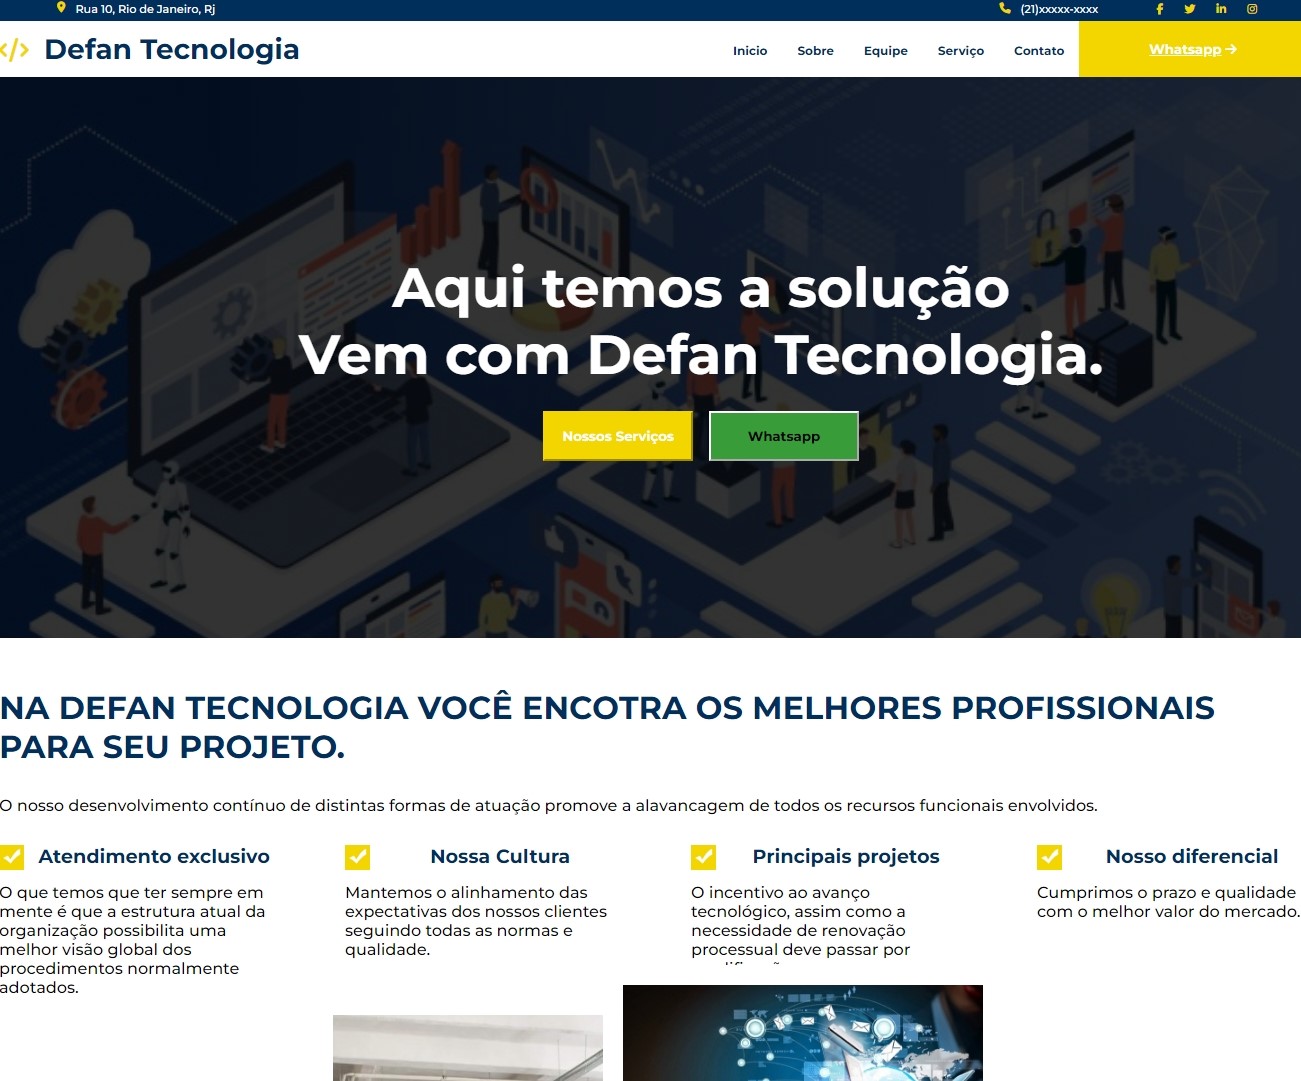 Rua 10, Rio de Janeiro, Rj
(21)xxxxx-xxxx
</> Defan Tecnologia
Inicio Sobre Equipe Serviço Contato Whatsapp →
Aqui temos a solução
Vem com Defan Tecnologia.
Nossos Serviços
Whatsapp
NA DEFAN TECNOLOGIA VOCÊ ENCOTRA OS MELHORES PROFISSIONAIS
PARA SEU PROJETO.
O nosso desenvolvimento contínuo de distintas formas de atuação promove a alavancagem de todos os recursos funcionais envolvidos.
Atendimento exclusivo
O que temos que ter sempre em
mente é que a estrutura atual da
organização possibilita uma
melhor visão global dos
procedimentos normalmente
adotados.
Nossa Cultura
Mantemos o alinhamento das
expectativas dos nossos clientes
seguindo todas as normas e
qualidade.
Principais projetos
O incentivo ao avanço
tecnológico, assim como a
necessidade de renovação
processual deve passar por
Nosso diferencial
Cumprimos o prazo e qualidade
com o melhor valor do mercado.